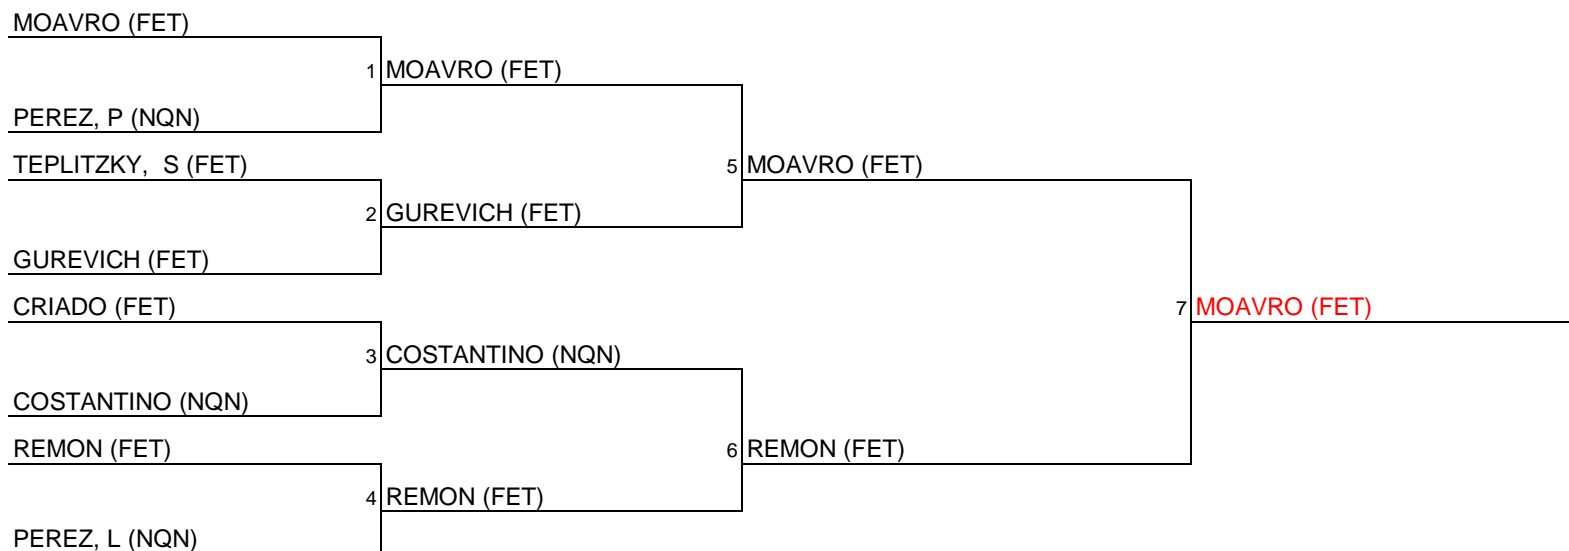 MOAVRO (FET)
1 MOAVRO (FET)
PEREZ, P (NQN)
TEPLITZKY,  S (FET)
5 MOAVRO (FET)
2 GUREVICH (FET)
GUREVICH (FET)
CRIADO (FET)
7 MOAVRO (FET)
3 COSTANTINO (NQN)
COSTANTINO (NQN)
REMON (FET)
6 REMON (FET)
4 REMON (FET)
PEREZ, L (NQN)